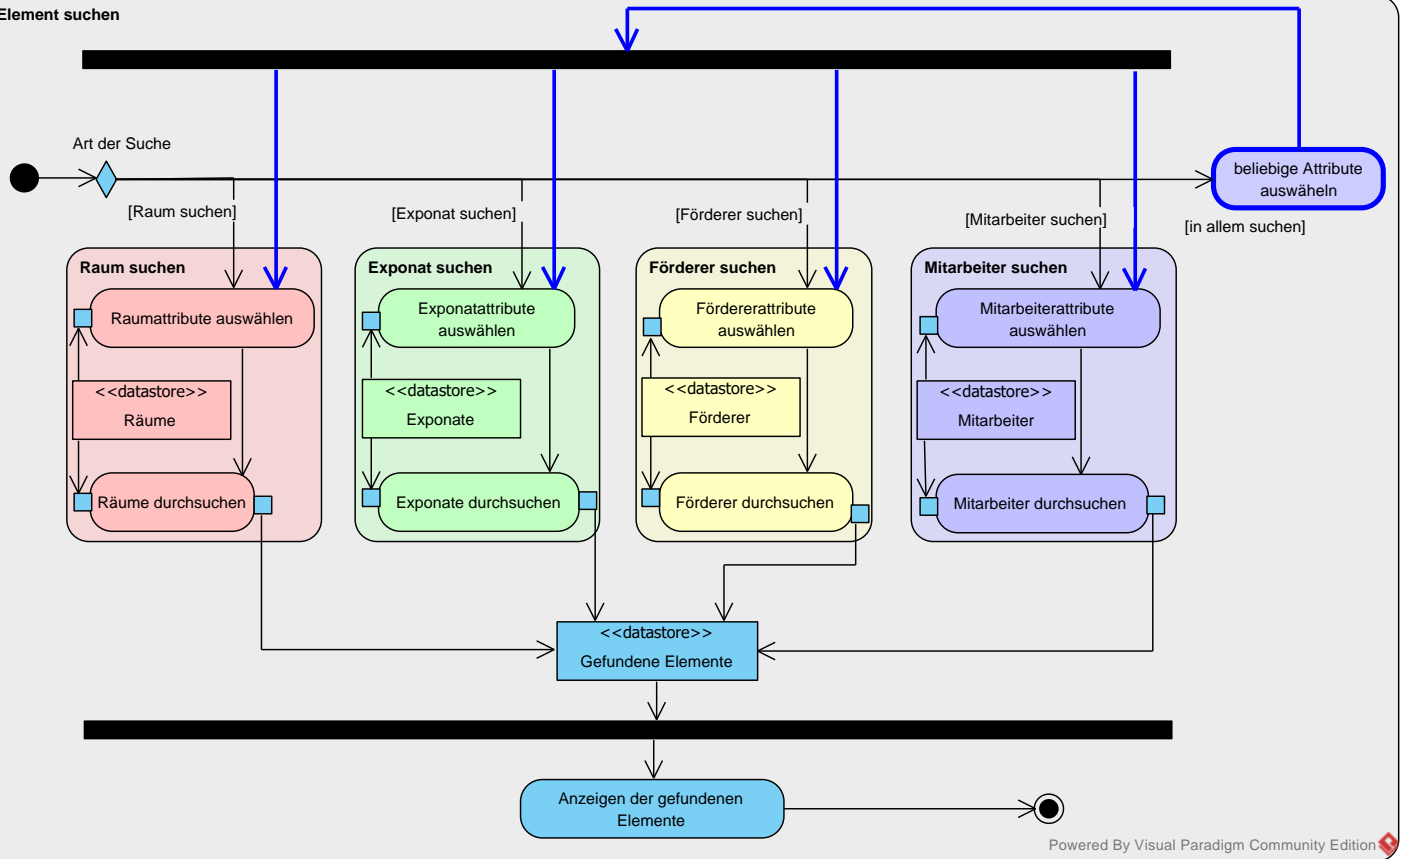 Element suchen
Art der Suche
beliebige Attribute
auswäheln
[Raum suchen]
[Exponat suchen]
[Förderer suchen]
[Mitarbeiter suchen]
[in allem suchen]
Raum suchen
Exponat suchen
Förderer suchen
Mitarbeiter suchen
Raumattribute auswählen
Exponatattribute
auswählen
Fördererattribute
auswählen
Mitarbeiterattribute
auswählen
<<datastore>>
Räume
<<datastore>>
Exponate
<<datastore>>
Förderer
<<datastore>>
Mitarbeiter
Räume durchsuchen
Exponate durchsuchen
Förderer durchsuchen
Mitarbeiter durchsuchen
<<datastore>>
Gefundene Elemente
Anzeigen der gefundenen
Elemente
Powered By Visual Paradigm Community Edition